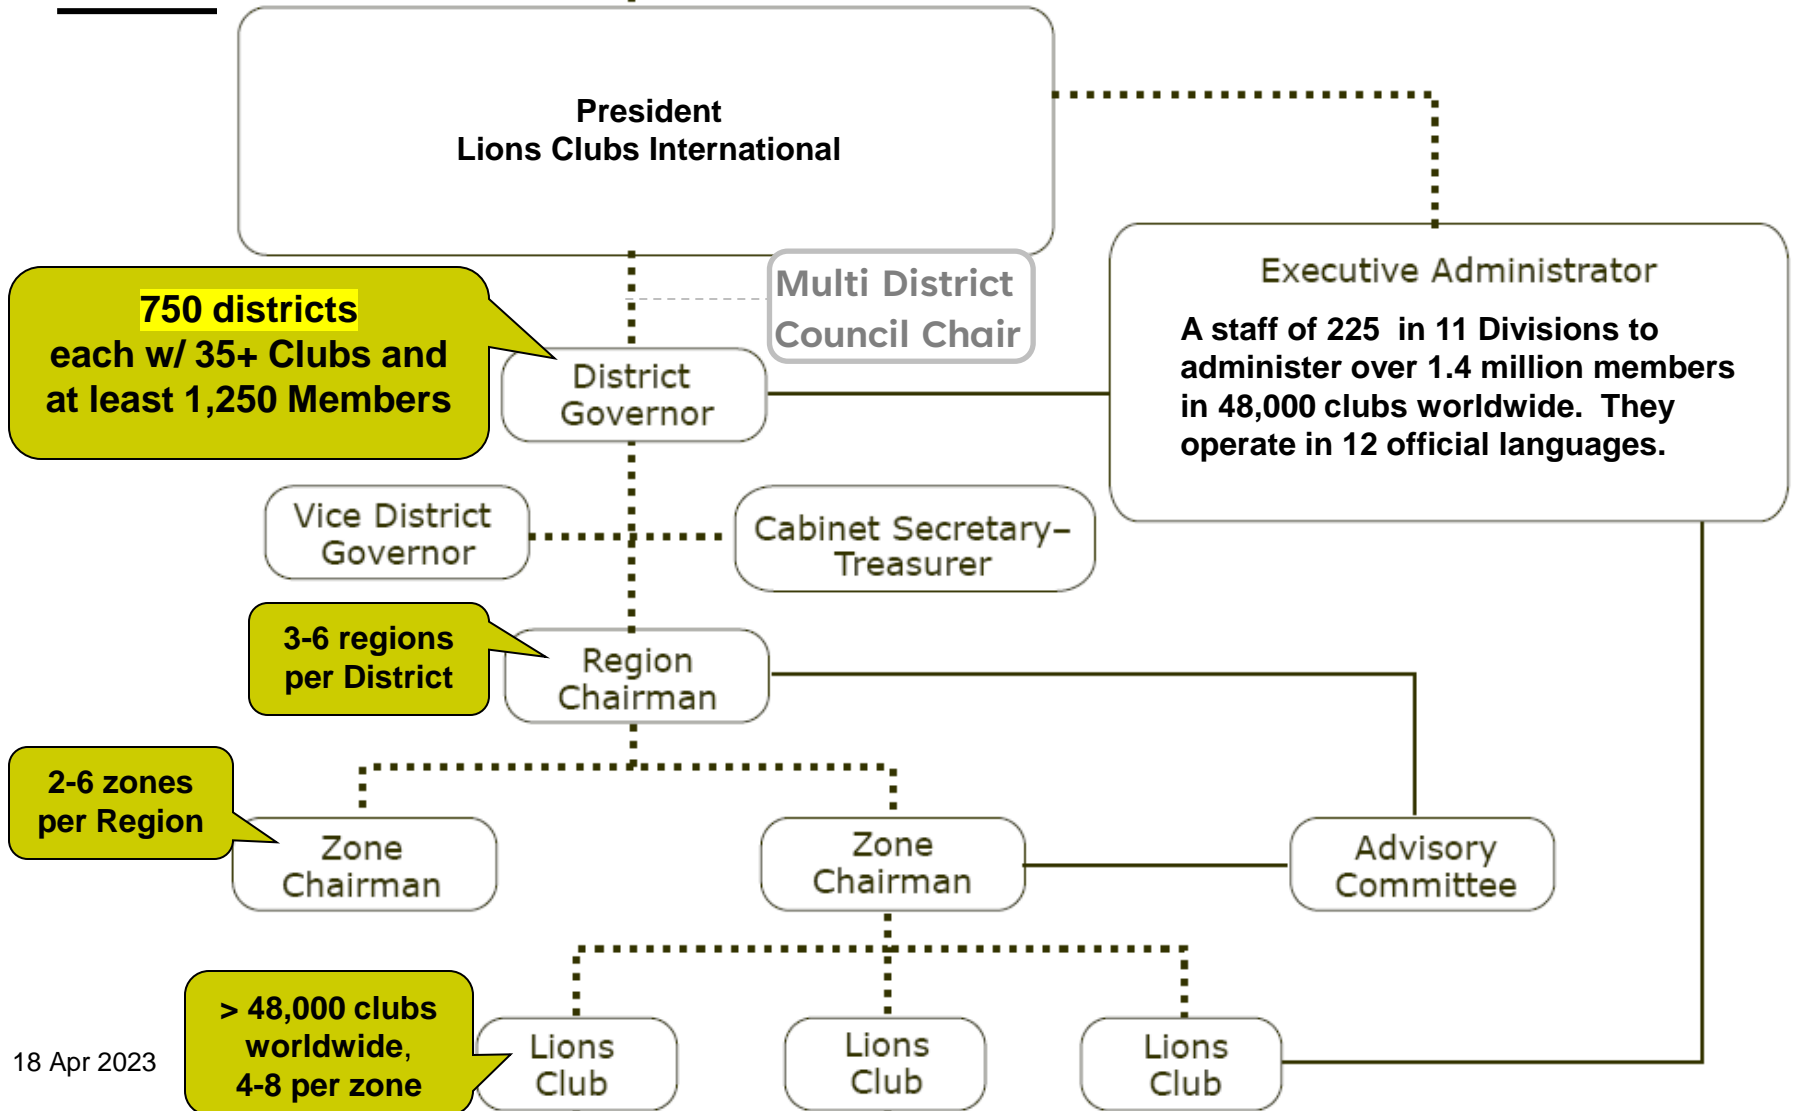 President
Lions Clubs International
Multi District
Council Chair
Executive Administrator
A staff of 225 in 11 Divisions to
administer over 1.4 million members
in 48,000 clubs worldwide. They
operate in 12 official languages.
750 districts
each w/ 35+ Clubs and
at least 1,250 Members
District
Governor
Vice District
Governor
Cabinet Secretary–
Treasurer
3-6 regions
per District
Region
Chairman
2-6 zones
per Region
Zone
Chairman
Zone
Chairman
Advisory
Committee
> 48,000 clubs
worldwide,
4-8 per zone
Lions
Club
Lions
Club
Lions
Club
18 Apr 2023